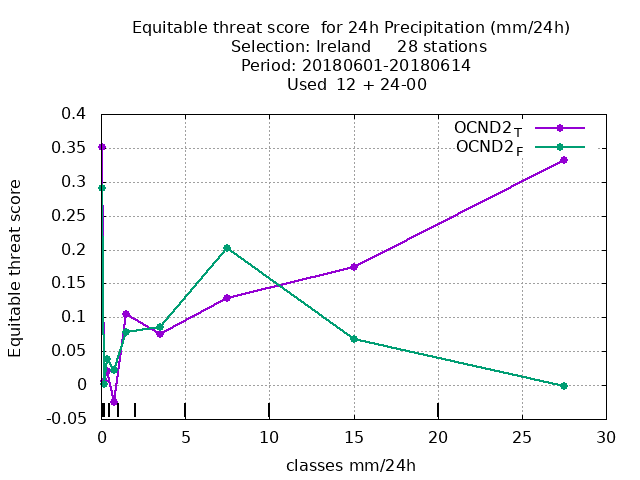 Equitable threat score  for 24h Precipitation (mm/24h)
Selection: Ireland     28 stations
Period: 20180601-20180614
Used  12 + 24-00
OCND2T
OCND2F
Equitable threat score
0.4
0.35
0.3
0.25
0.2
0.15
0.1
0.05
0
-0.05
0 5 10 15 20 25 30
classes mm/24h